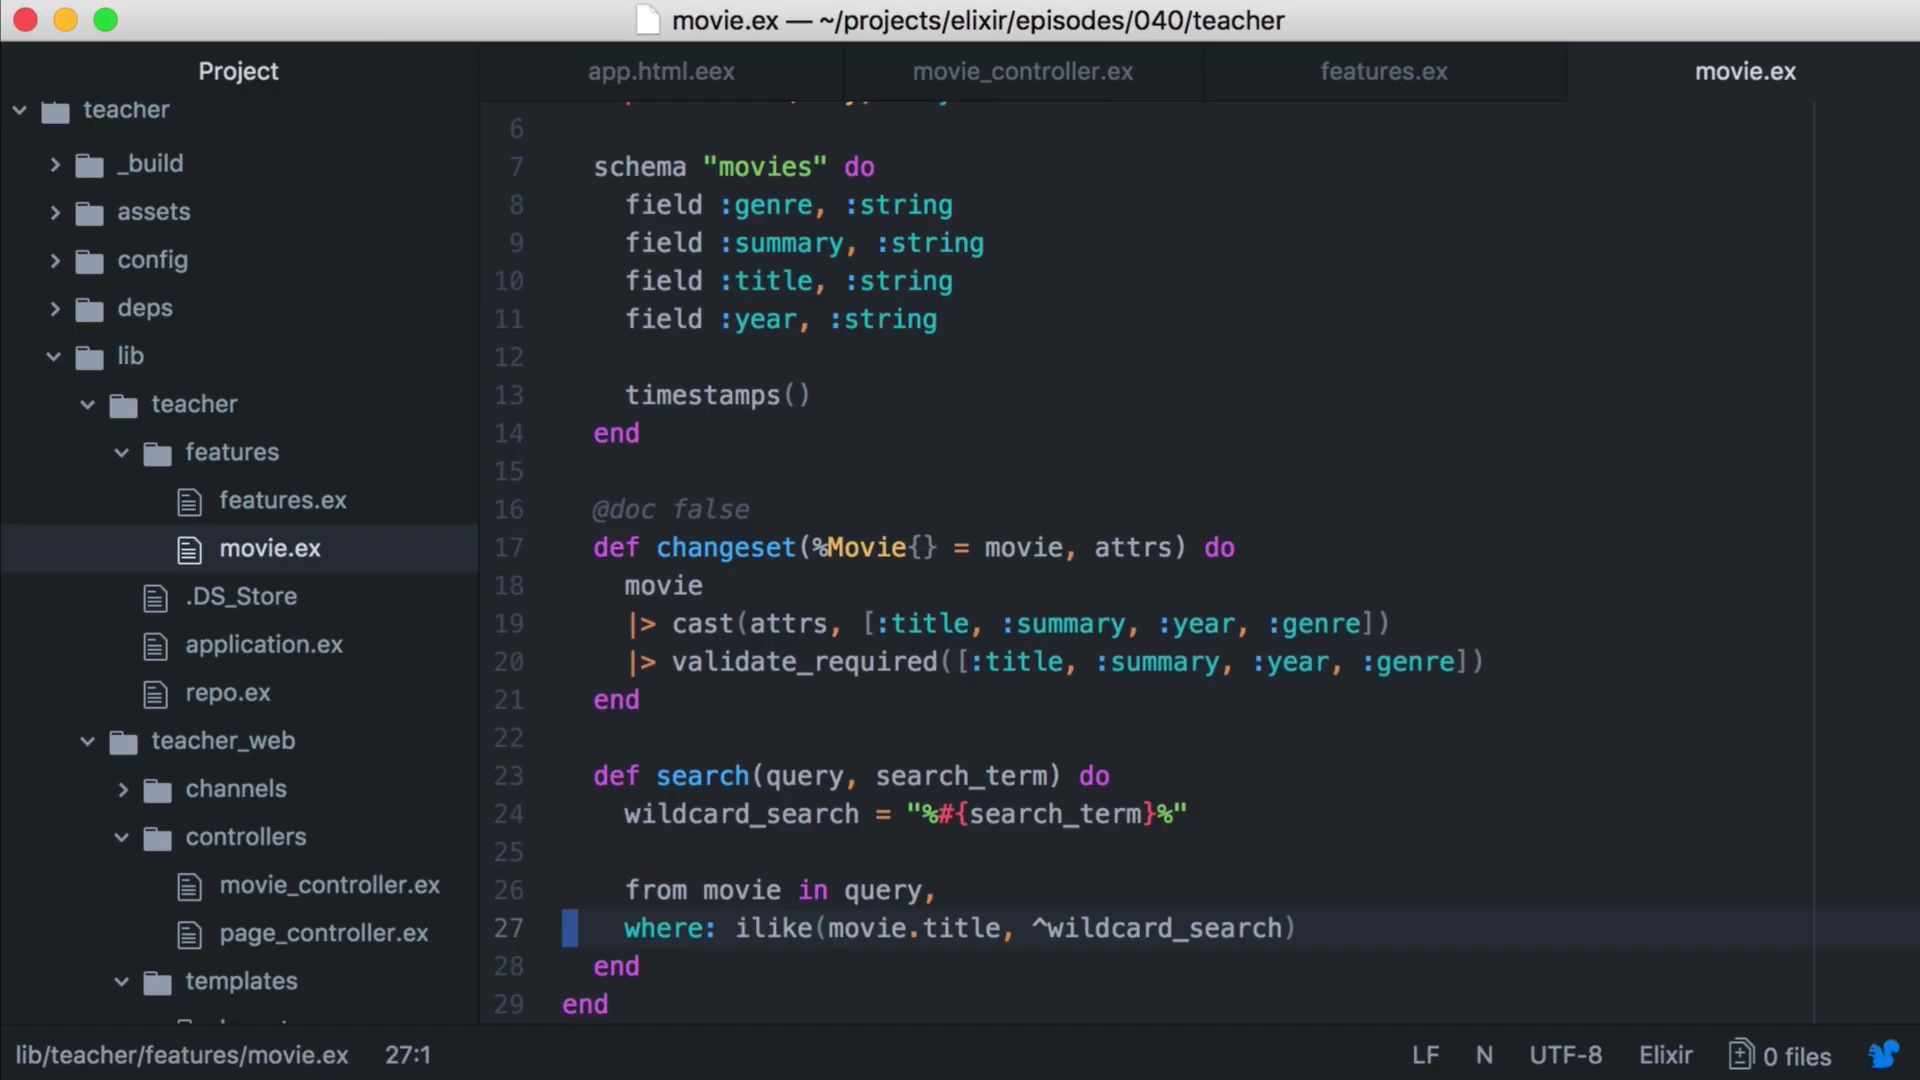 movie.ex — ~/projects/elixir/episodes/040/teacher
Project
app.html.eex
movie_controller.ex
features.ex
movie.ex
teacher
_build
assets
config
deps
lib
teacher
features
features.ex
movie.ex
.DS_Store
application.ex
repo.ex
teacher_web
channels
controllers
movie_controller.ex
page_controller.ex
templates
6
7 schema "movies" do
8 field :genre, :string
9 field :summary, :string
10 field :title, :string
11 field :year, :string
12
13 timestamps()
14 end
15
16 @doc false
17 def changeset(%Movie{} = movie, attrs) do
18 movie
19 |> cast(attrs, [:title, :summary, :year, :genre])
20 |> validate_required([:title, :summary, :year, :genre])
21 end
22
23 def search(query, search_term) do
24 wildcard_search = "%#{search_term}%"
25
26 from movie in query,
27 where: ilike(movie.title, ^wildcard_search)
28 end
29 end
lib/teacher/features/movie.ex 27:1
LF N UTF-8 Elixir 0 files